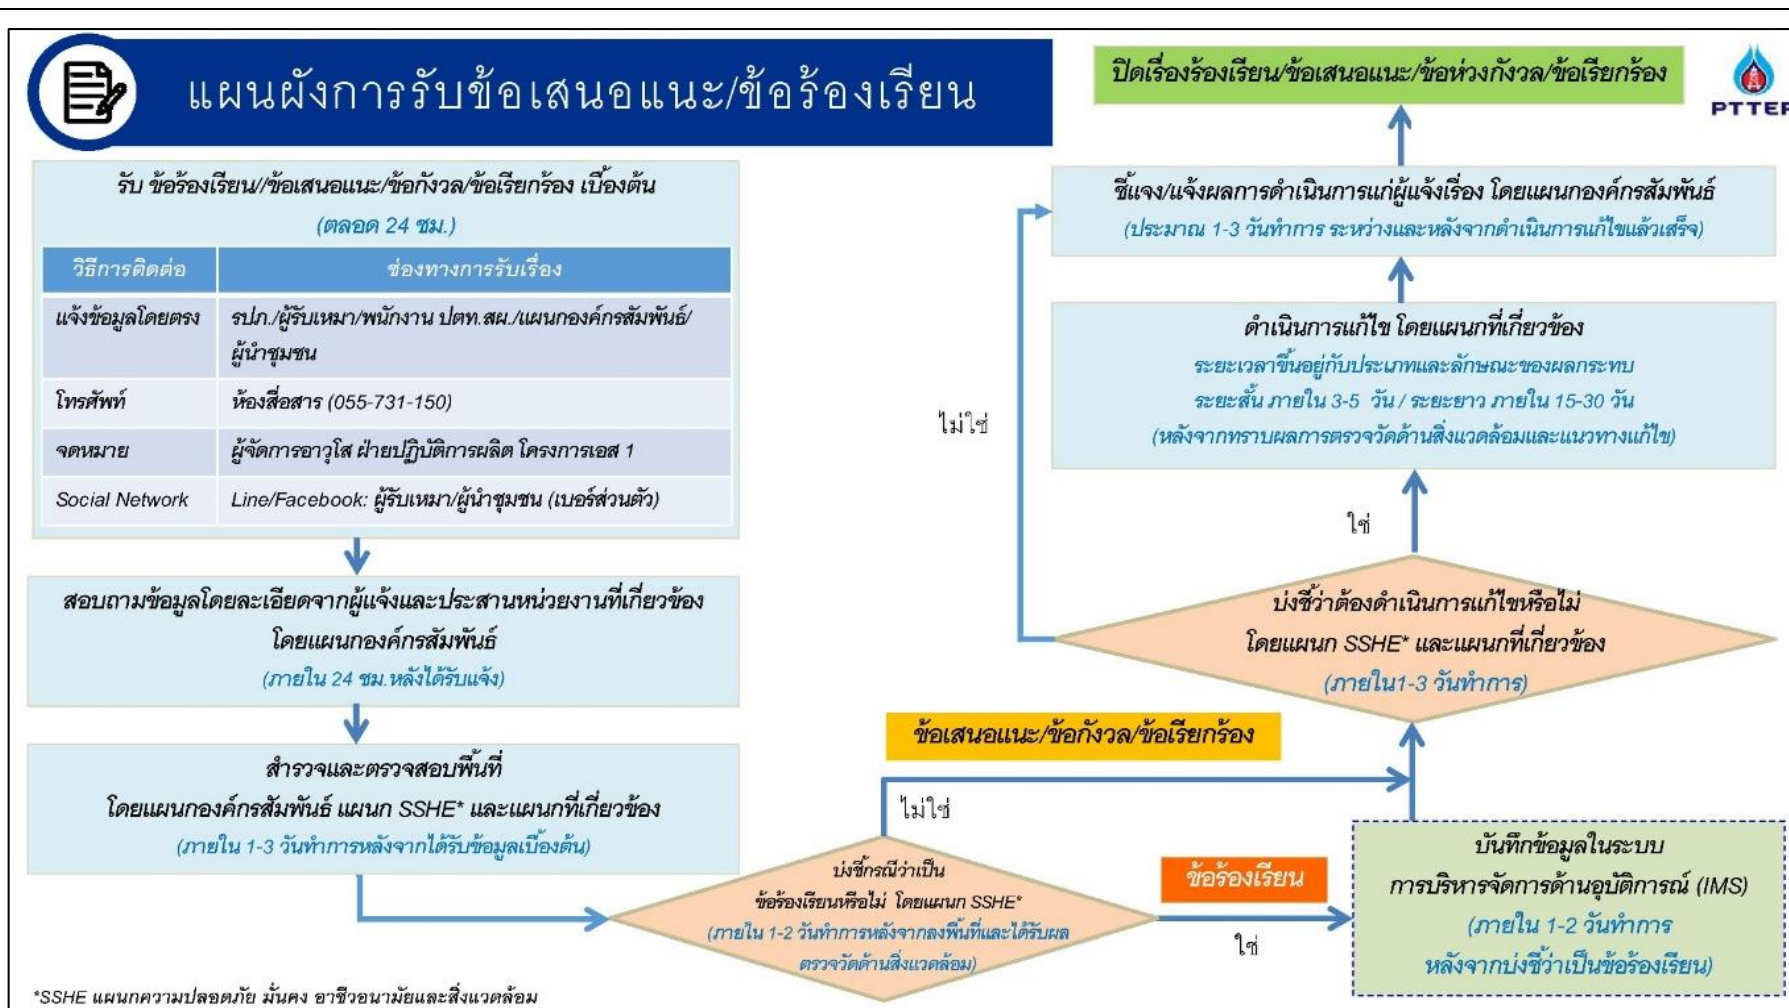 แผนผังการรับข้อเสนอแนะ/ข้อร้องเรียน
รับ ข้อร้องเรียน//ข้อเสนอแนะ/ข้อกังวล/ข้อเรียกร้อง เบื้องต้น
(ตลอด 24 ชม.)
วิธีการติดต่อ ช่องทางการรับเรื่อง
แจ้งข้อมูลโดยตรง รปภ./ผู้รับเหมา/พนักงาน ปตท.สผ./แผนกองค์กรสัมพันธ์/
ผู้นำชุมชน
โทรศัพท์ ห้องสื่อสาร (055-731-150)
จดหมาย ผู้จัดการอาวุโส ฝ่ายปฏิบัติการผลิต โครงการเอส 1
Social Network Line/Facebook: ผู้รับเหมา/ผู้นำชุมชน (เบอร์ส่วนตัว)
สอบถามข้อมูลโดยละเอียดจากผู้แจ้งและประสานหน่วยงานที่เกี่ยวข้อง
โดยแผนกองค์กรสัมพันธ์
(ภายใน 24 ชม.หลังได้รับแจ้ง)
สำรวจและตรวจสอบพื้นที่
โดยแผนกองค์กรสัมพันธ์ แผนก SSHE* และแผนกที่เกี่ยวข้อง
(ภายใน 1-3 วันทำการหลังจากได้รับข้อมูลเบื้องต้น)
บ่งชี้กรณีว่าเป็น
ข้อร้องเรียนหรือไม่ โดยแผนก SSHE*
(ภายใน 1-2 วันทำการหลังจากลงพื้นที่และได้รับผล
ตรวจวัดด้านสิ่งแวดล้อม)
ไม่ใช่
ข้อเสนอแนะ/ข้อกังวล/ข้อเรียกร้อง
ข้อร้องเรียน
ใช่
บันทึกข้อมูลในระบบ
การบริหารจัดการด้านอุบัติการณ์ (IMS)
(ภายใน 1-2 วันทำการ
หลังจากบ่งชี้ว่าเป็นข้อร้องเรียน)
บ่งชี้ว่าต้องดำเนินการแก้ไขหรือไม่
โดยแผนก SSHE* และแผนกที่เกี่ยวข้อง
(ภายใน1-3 วันทำการ)
ใช่
ไม่ใช่
ดำเนินการแก้ไข โดยแผนกที่เกี่ยวข้อง
ระยะเวลาขึ้นอยู่กับประเภทและลักษณะของผลกระทบ
ระยะสั้น ภายใน 3-5 วัน / ระยะยาว ภายใน 15-30 วัน
(หลังจากทราบผลการตรวจวัดด้านสิ่งแวดล้อมและแนวทางแก้ไข)
ชี้แจง/แจ้งผลการดำเนินการแก่ผู้แจ้งเรื่อง โดยแผนกองค์กรสัมพันธ์
(ประมาณ 1-3 วันทำการ ระหว่างและหลังจากดำเนินการแก้ไขแล้วเสร็จ)
ปิดเรื่องร้องเรียน/ข้อเสนอแนะ/ข้อห่วงกังวล/ข้อเรียกร้อง
PTTEP
*SSHE แผนกความปลอดภัย มั่นคง อาชีวอนามัยและสิ่งแวดล้อม